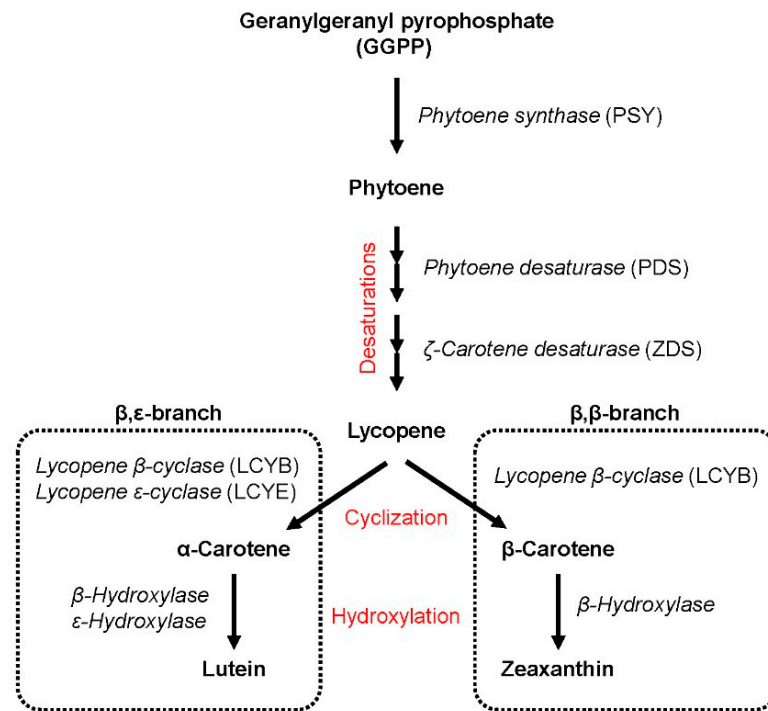 Geranylgeranyl pyrophosphate
(GGPP)
Phytoene synthase (PSY)
Phytoene
Desaturations
Phytoene desaturase (PDS)
ζ-Carotene desaturase (ZDS)
β,ε-branch
Lycopene
β,β-branch
Lycopene β-cyclase (LCYB)
Lycopene ε-cyclase (LCYE)
Lycopene β-cyclase (LCYB)
Cyclization
α-Carotene
β-Carotene
β-Hydroxylase
ε-Hydroxylase
Hydroxylation
β-Hydroxylase
Lutein
Zeaxanthin